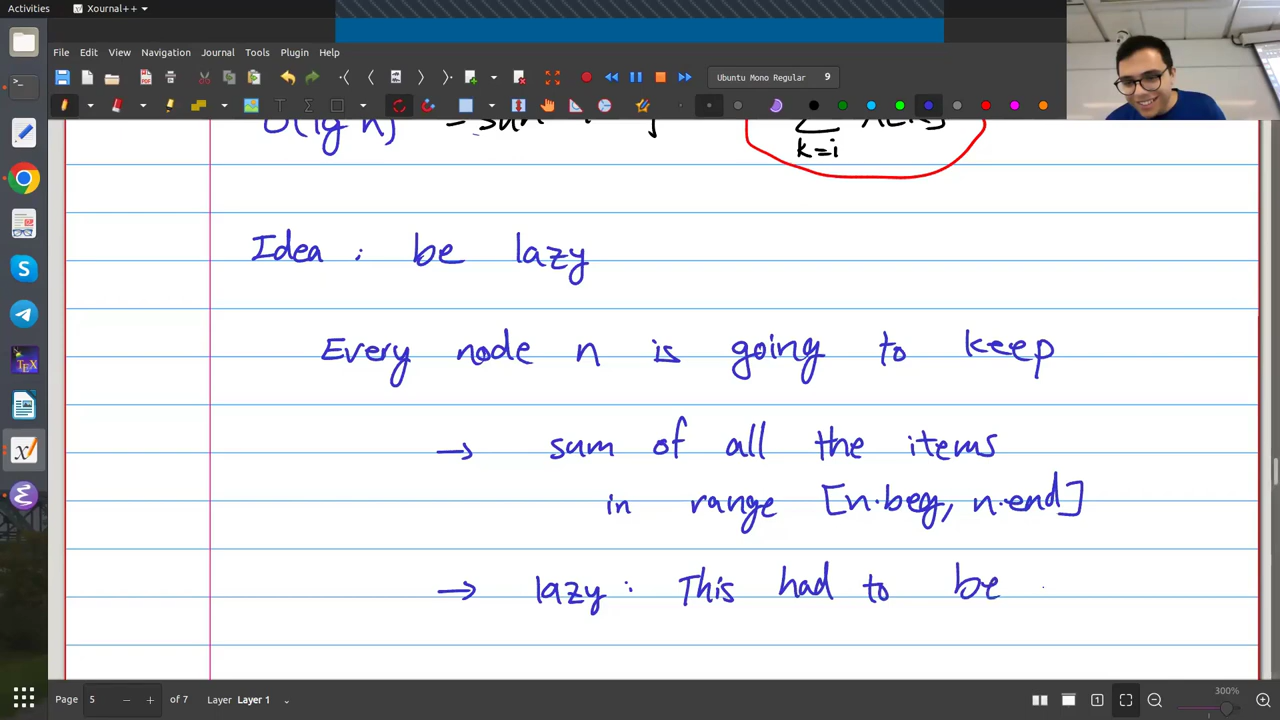 Activities Xournal++
File Edit View Navigation Journal Tools Plugin Help
Ubuntu Mono Regular 9
O(lg n) = sum
k=i
Idea : be lazy
Every node n is going to keep
→ sum of all the items
in range [n.beg, n.end]
→ lazy : This had to be
Page 5 of 7 Layer Layer 1 300%